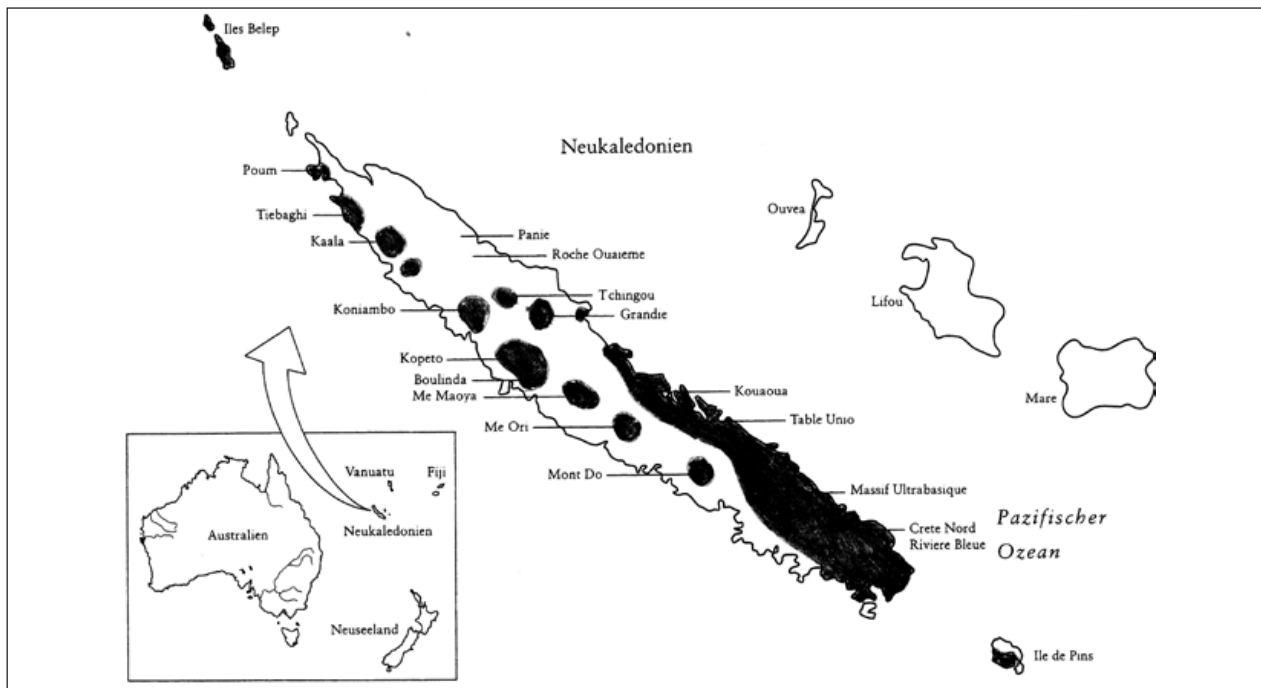 Iles Belep
Neukaledonien
Poum
Ouvea
Tiebaghi
Panie
Kaala
Roche Ouaieme
Tchingou
Lifou
Koniambo
Grandie
Kopeto
Boulinda
Kouaoua
Me Maoya
Mare
Table Unio
Me Ori
Vanuatu
Fiji
Mont Do
Massif Ultrabasique
Neukaledonien
Australien
Crete Nord
Riviere Bleue
Pazifischer
Ozean
Neuseeland
Ile de Pins